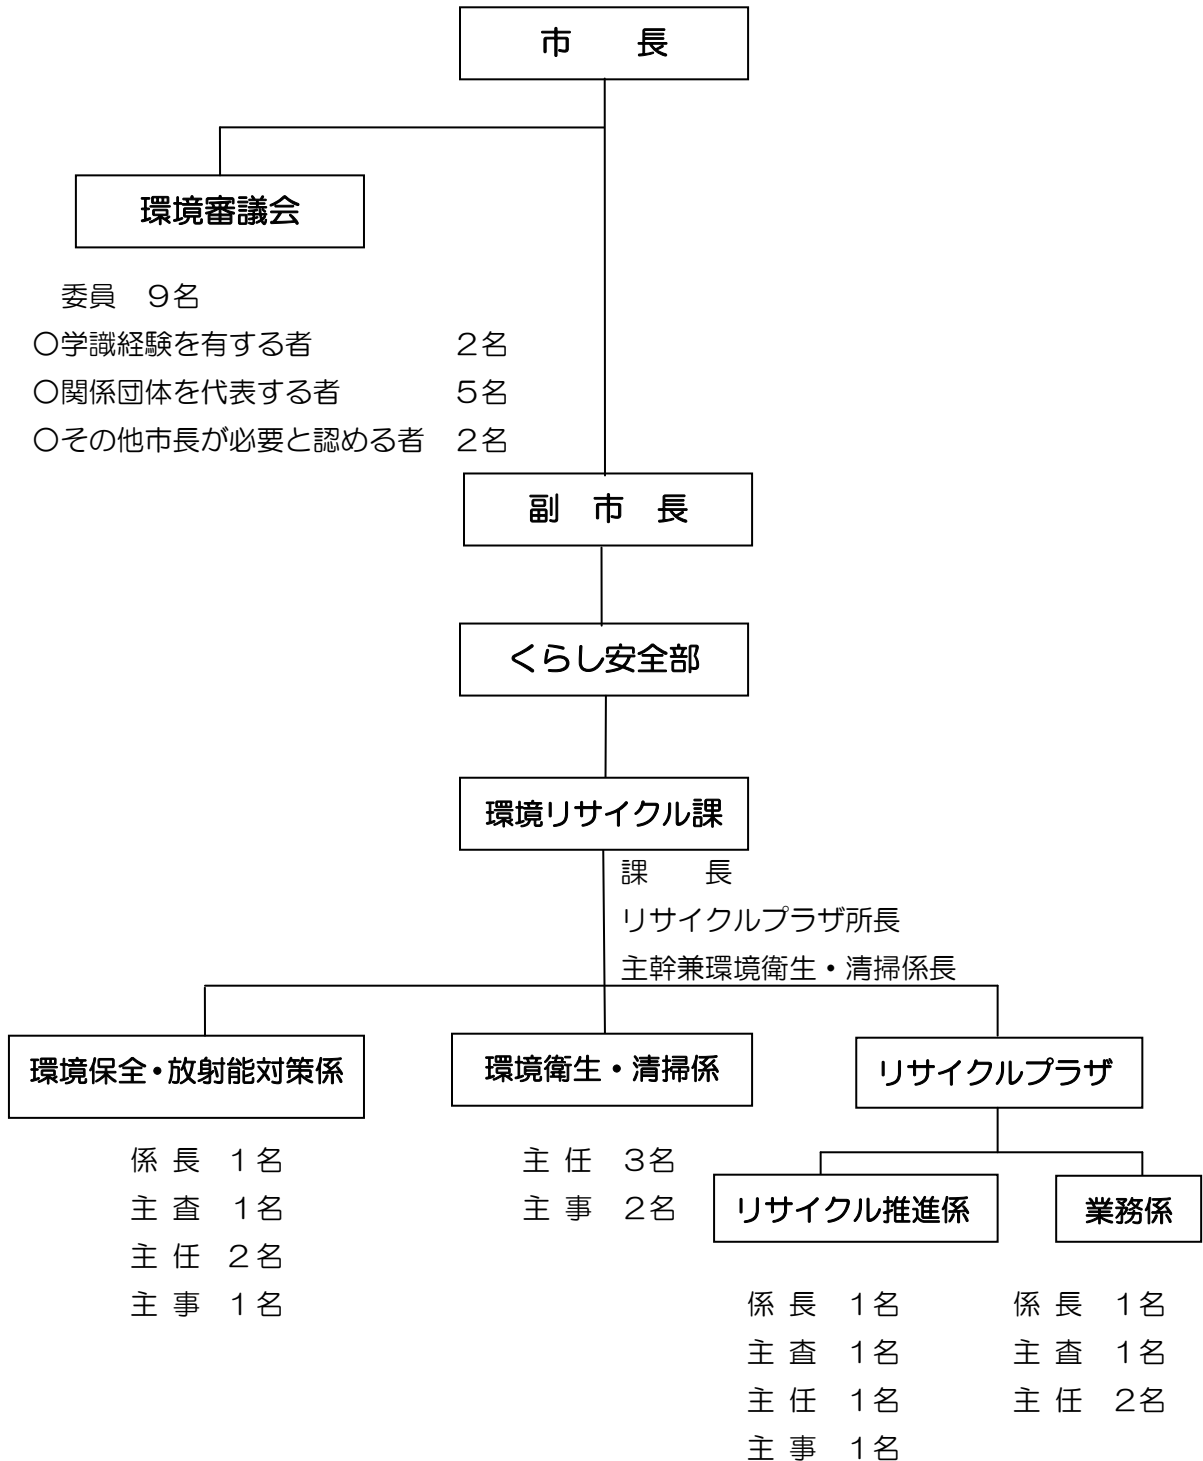 市　　長
環境審議会
委員　９名
○学識経験を有する者　２名
○関係団体を代表する者　５名
○その他市長が必要と認める者　２名
副　市　長
くらし安全部
環境リサイクル課
課　　長
リサイクルプラザ所長
主幹兼環境衛生・清掃係長
環境保全・放射能対策係
係 長　１名
主 査　１名
主 任　２名
主 事　１名
環境衛生・清掃係
主 任　３名
主 事　２名
リサイクルプラザ
リサイクル推進係
係 長　１名
主 査　１名
主 任　１名
主 事　１名
業務係
係 長　１名
主 査　１名
主 任　２名